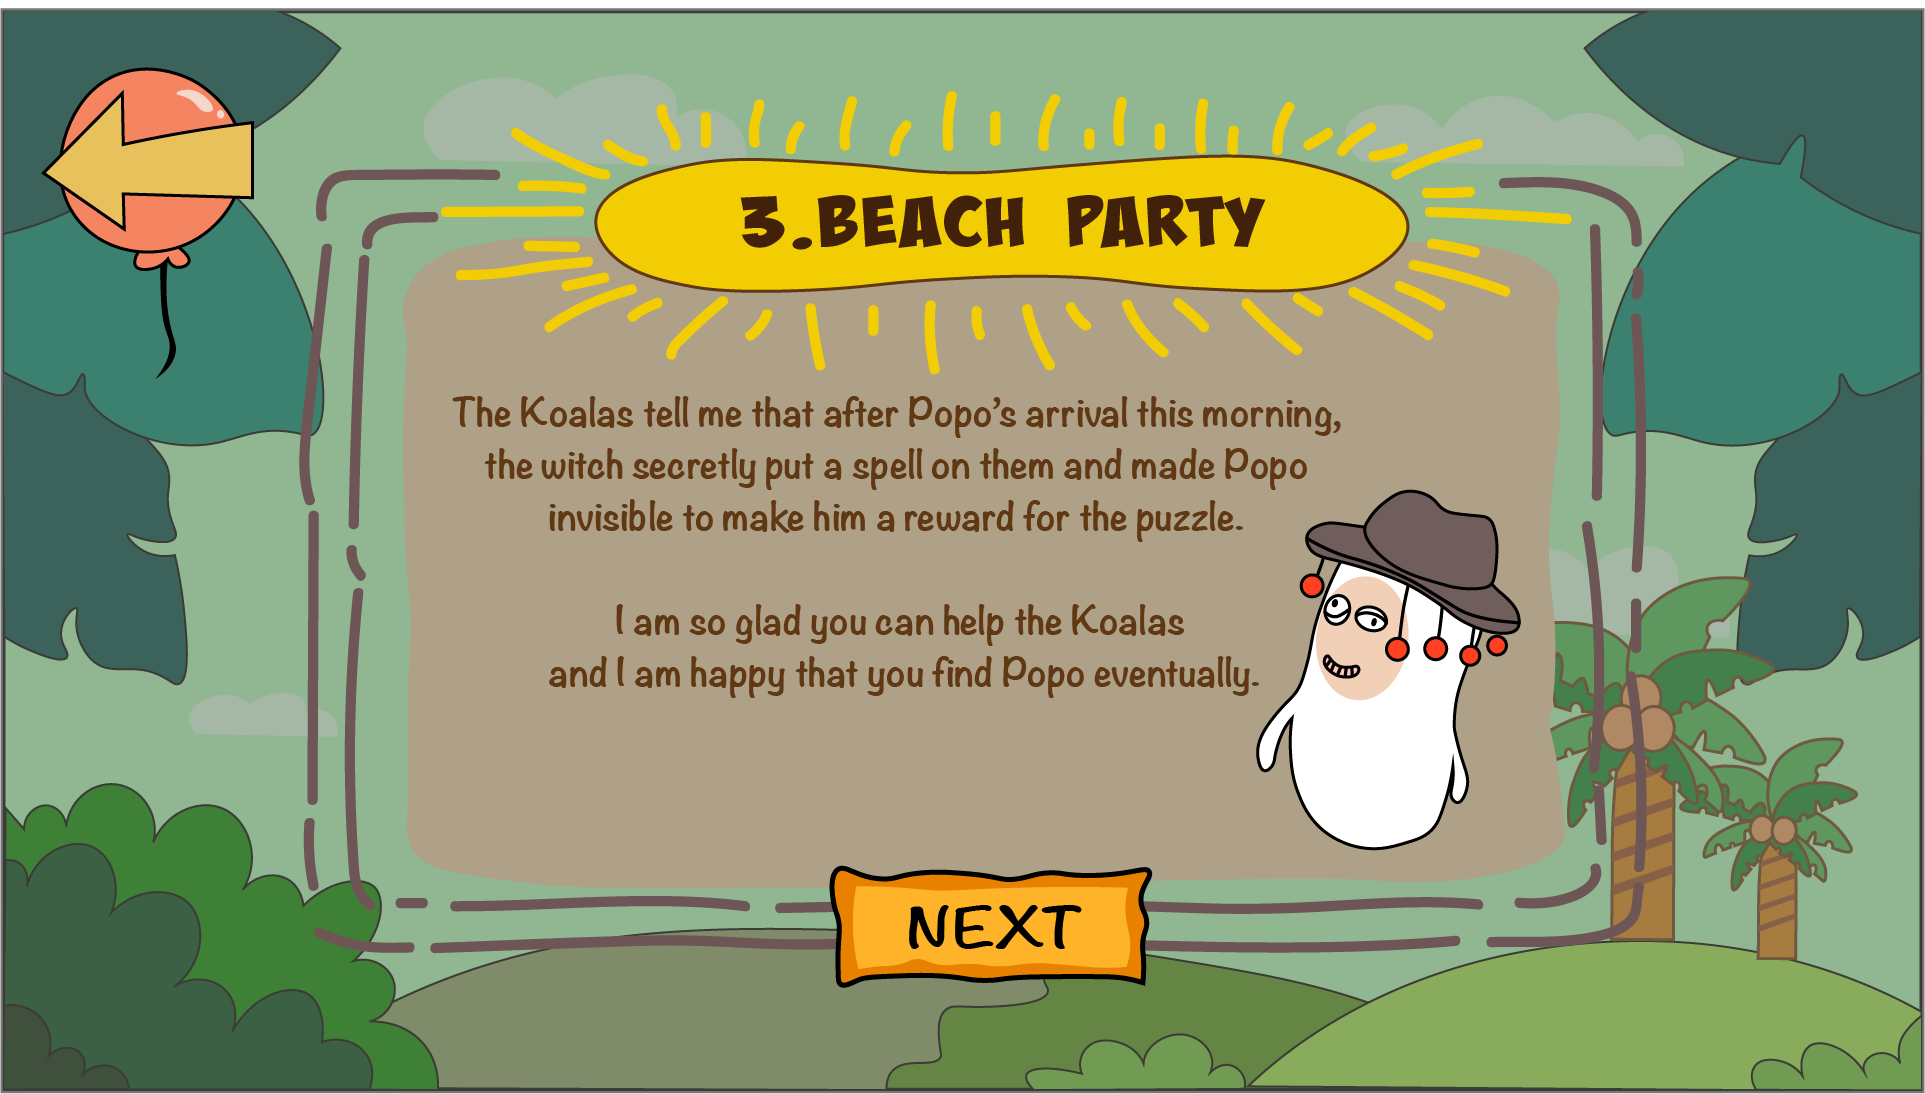 3.BEACH PARTY
The Koalas tell me that after Popo’s arrival this morning,
the witch secretly put a spell on them and made Popo
invisible to make him a reward for the puzzle.
I am so glad you can help the Koalas
and I am happy that you find Popo eventually.
NEXT